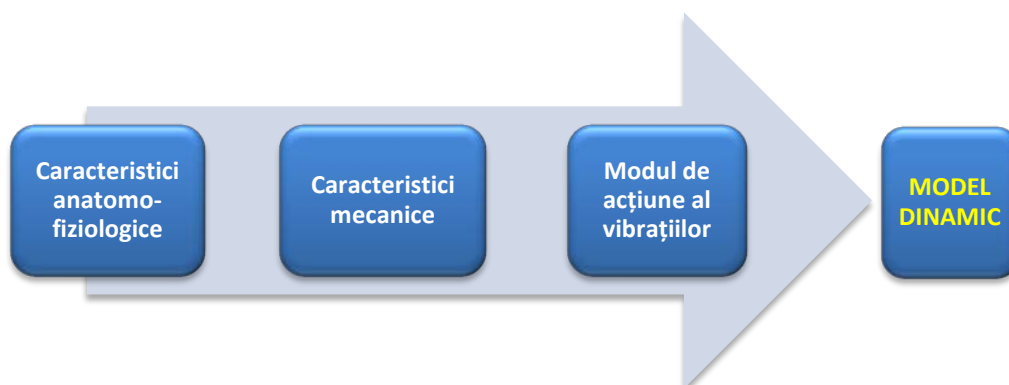 Caracteristici
anatomo-
fiziologice
Caracteristici
mecanice
Modul de
acțiune al
vibrațiilor
MODEL
DINAMIC